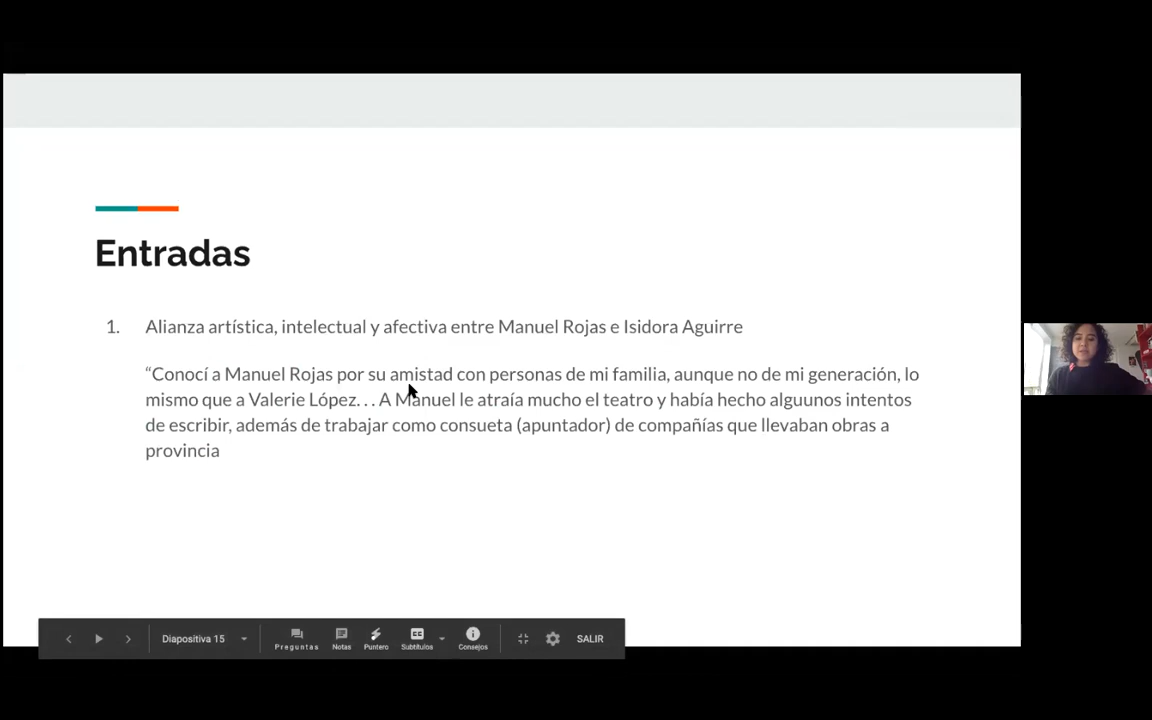 Entradas
1. Alianza artística, intelectual y afectiva entre Manuel Rojas e Isidora Aguirre
“Conocí a Manuel Rojas por su amistad con personas de mi familia, aunque no de mi generación, lo
mismo que a Valerie López. . . A Manuel le atraía mucho el teatro y había hecho alguunos intentos
de escribir, además de trabajar como consueta (apuntador) de compañías que llevaban obras a
provincia
Diapositiva 15
Preguntas
Notas
Puntero
CC
Subtítulos
Consejos
SALIR